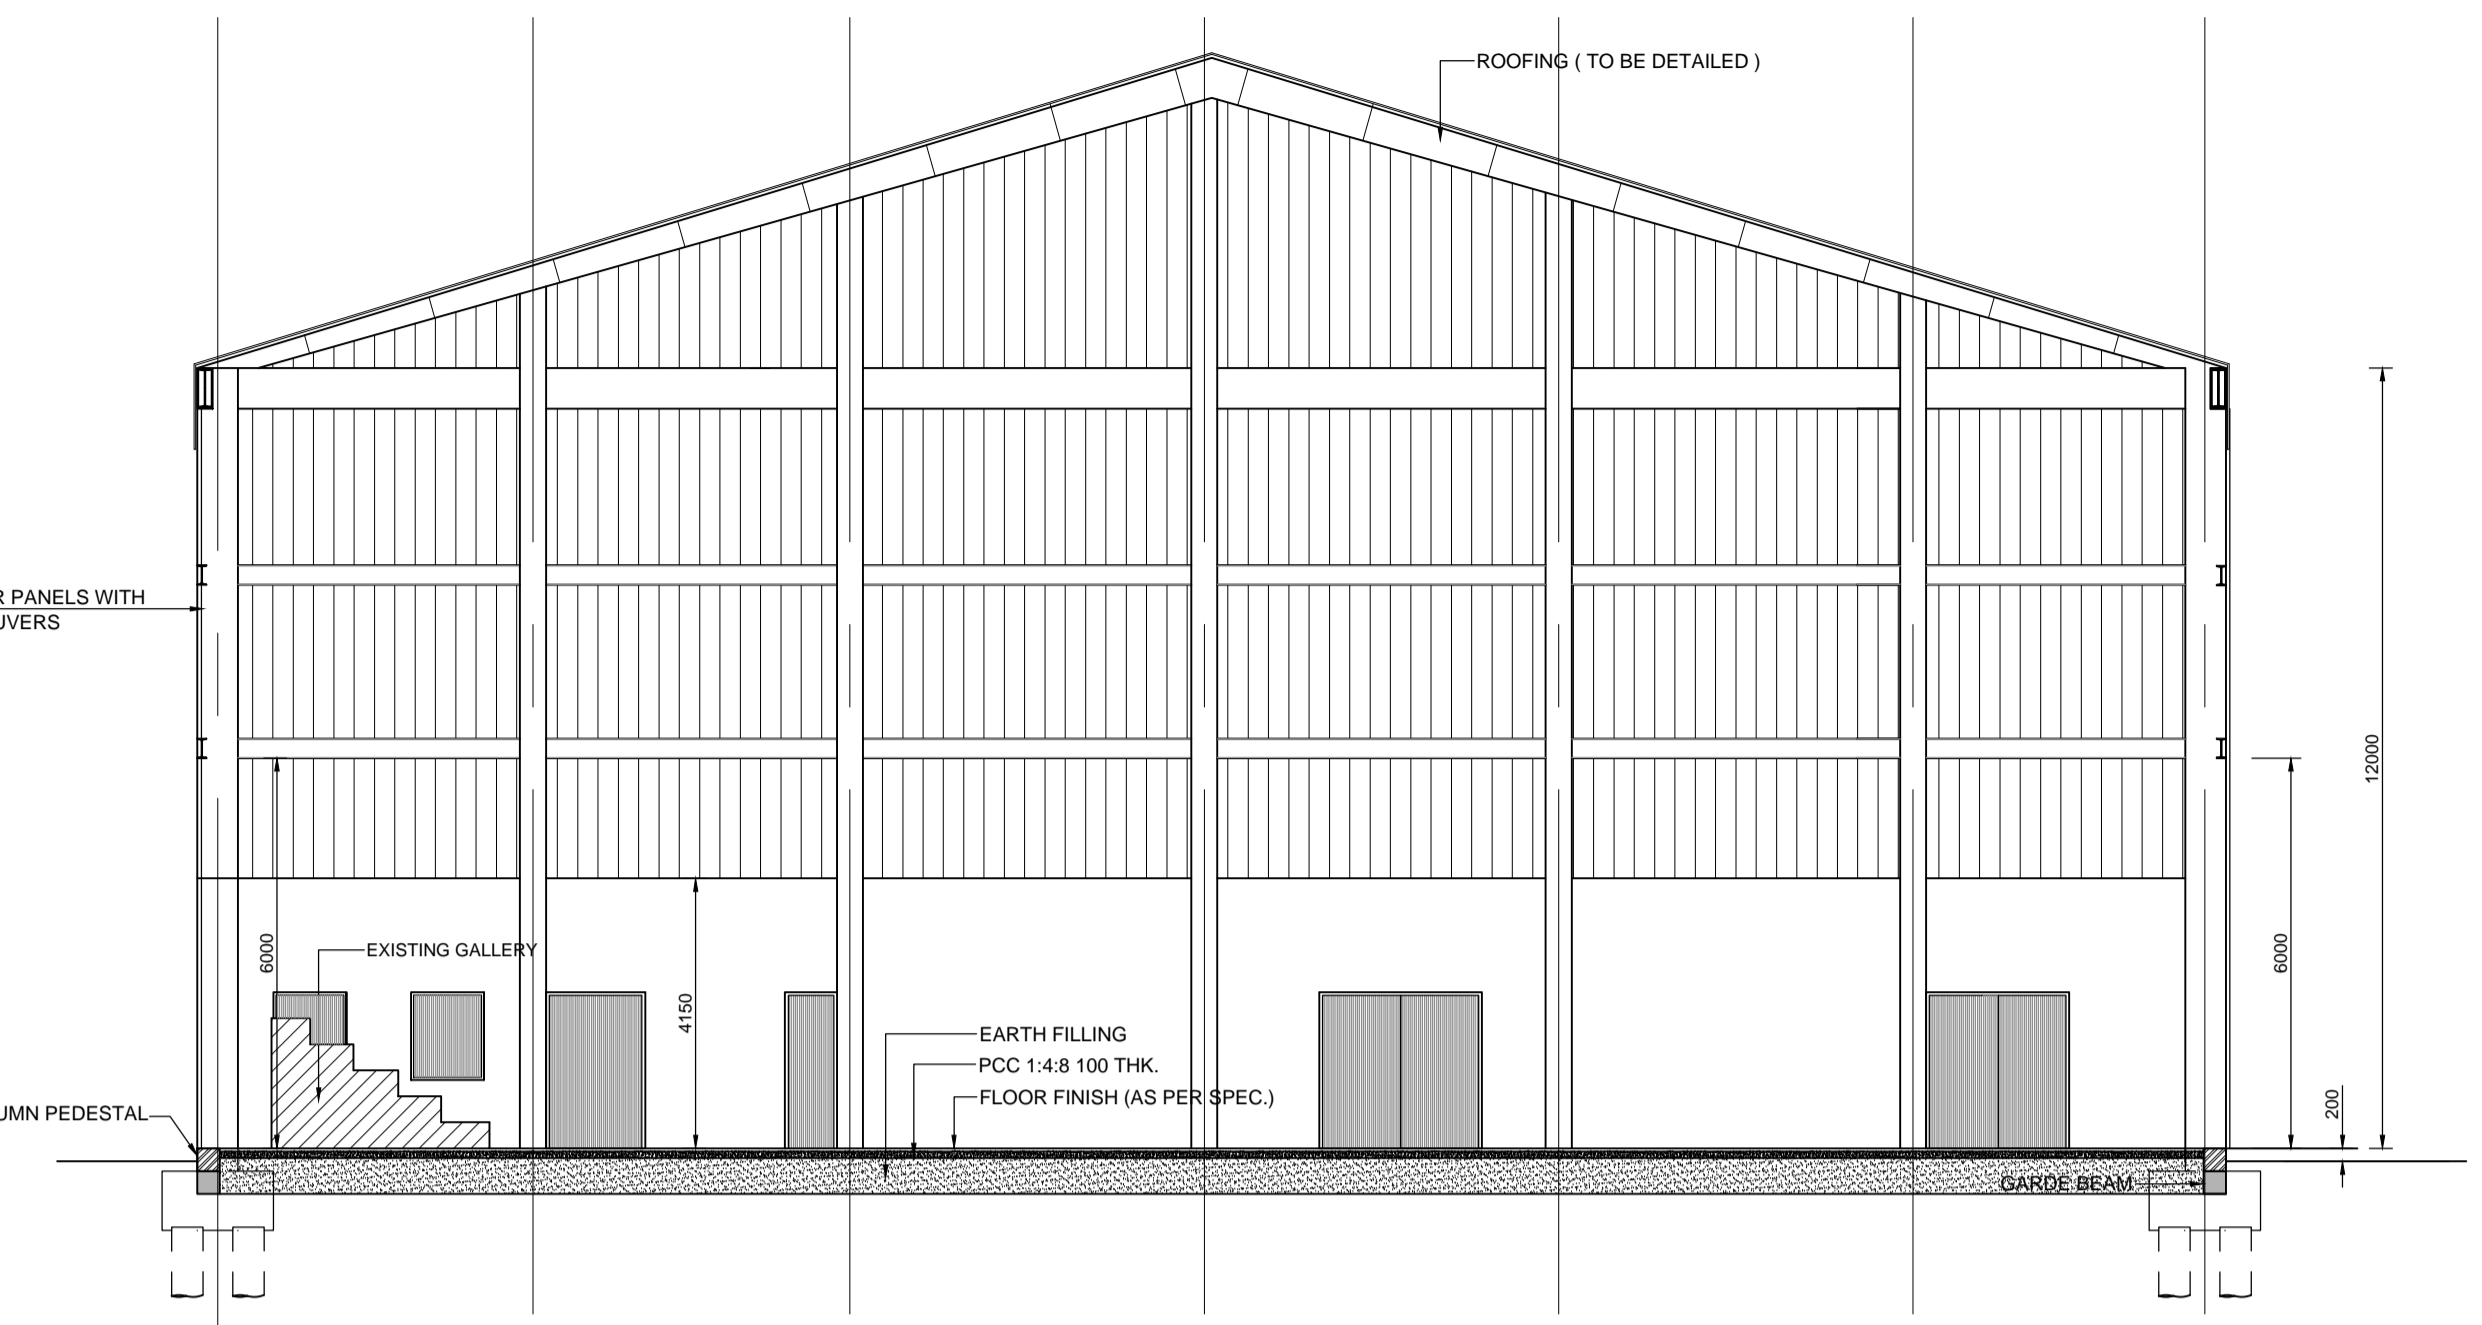 ROOFING ( TO BE DETAILED )
R PANELS WITH
UVERS
12000
6000
EXISTING GALLERY
6000
4150
EARTH FILLING
PCC 1:4:8 100 THK.
FLOOR FINISH (AS PER SPEC.)
UMN PEDESTAL
200
GARDE BEAM